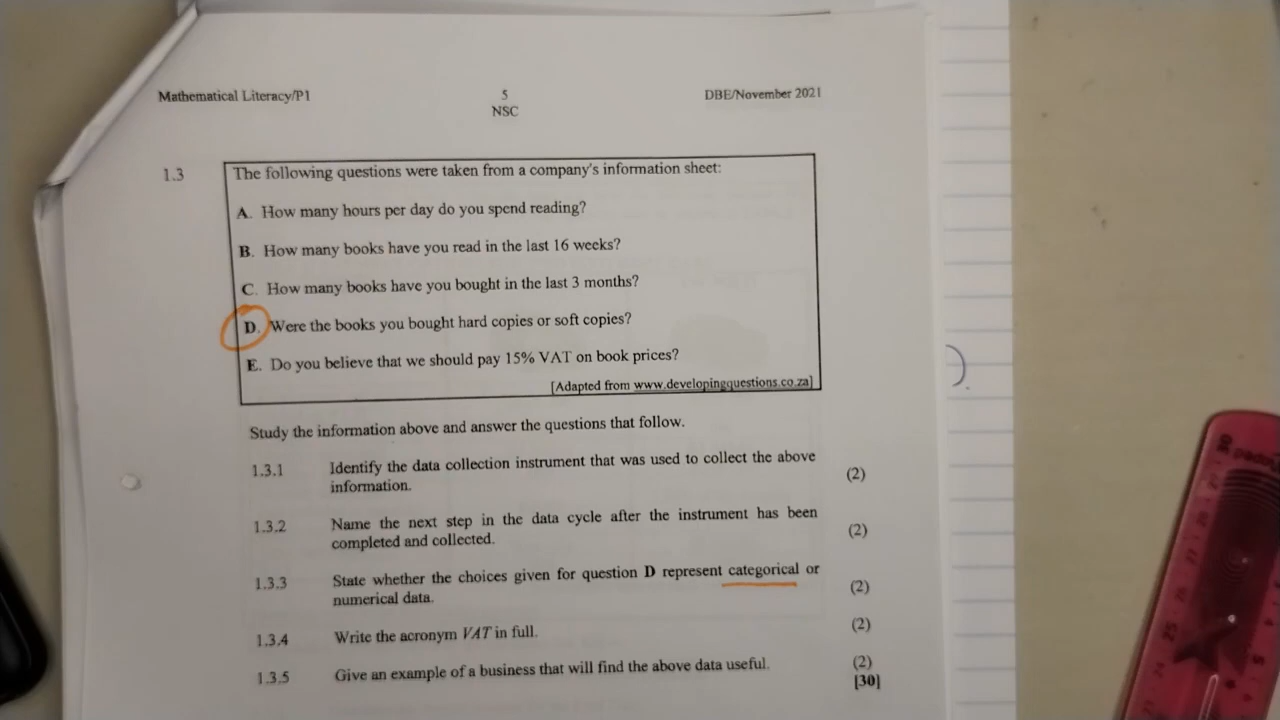 Mathematical Literacy/P1 5 DBE/November 2021
NSC
1.3 The following questions were taken from a company's information sheet:
A. How many hours per day do you spend reading?
B. How many books have you read in the last 16 weeks?
C. How many books have you bought in the last 3 months?
D. Were the books you bought hard copies or soft copies?
E. Do you believe that we should pay 15% VAT on book prices?
[Adapted from www.developingquestions.co.za]
Study the information above and answer the questions that follow.
1.3.1 Identify the data collection instrument that was used to collect the above
information. (2)
1.3.2 Name the next step in the data cycle after the instrument has been
completed and collected. (2)
1.3.3 State whether the choices given for question D represent categorical or
numerical data. (2)
1.3.4 Write the acronym VAT in full. (2)
1.3.5 Give an example of a business that will find the above data useful. (2)
[30]
30
25